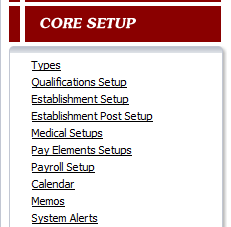 CORE SETUP
Types
Qualifications Setup
Establishment Setup
Establishment Post Setup
Medical Setups
Pay Elements Setups
Payroll Setup
Calendar
Memos
System Alerts